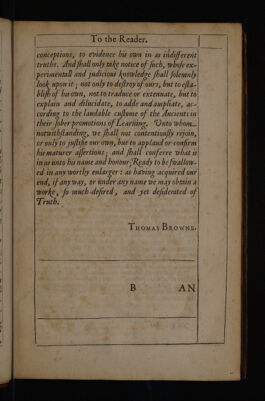 To the Reader.
conceptions, to evidence his own in so indifferent
truths. And shall only take notice of such, whose ex-
perimentall and judicious knowledge shall solemnly
look upon it; not only to destroy of ours, but to esta-
blish of his own, not to traduce or extenuate, but to
explain and dilucidate, to adde and ampliate, ac-
cording to the laudable custome of the Ancients in
their sober promotions of Learning. Unto whom
notwithstanding, we shall not contentiously rejoin,
or only to justifie our own, but to applaud or confirm
his maturer assertions; and shall conferre what is
in us unto his name and honour; Ready to be swallow-
ed in any worthy enlarger: as having acquired our
end, if any way, or under any name we may obtain a
worke, so much desired, and yet desiderated of
Truth.
THOMAS BROWNE.
B AN